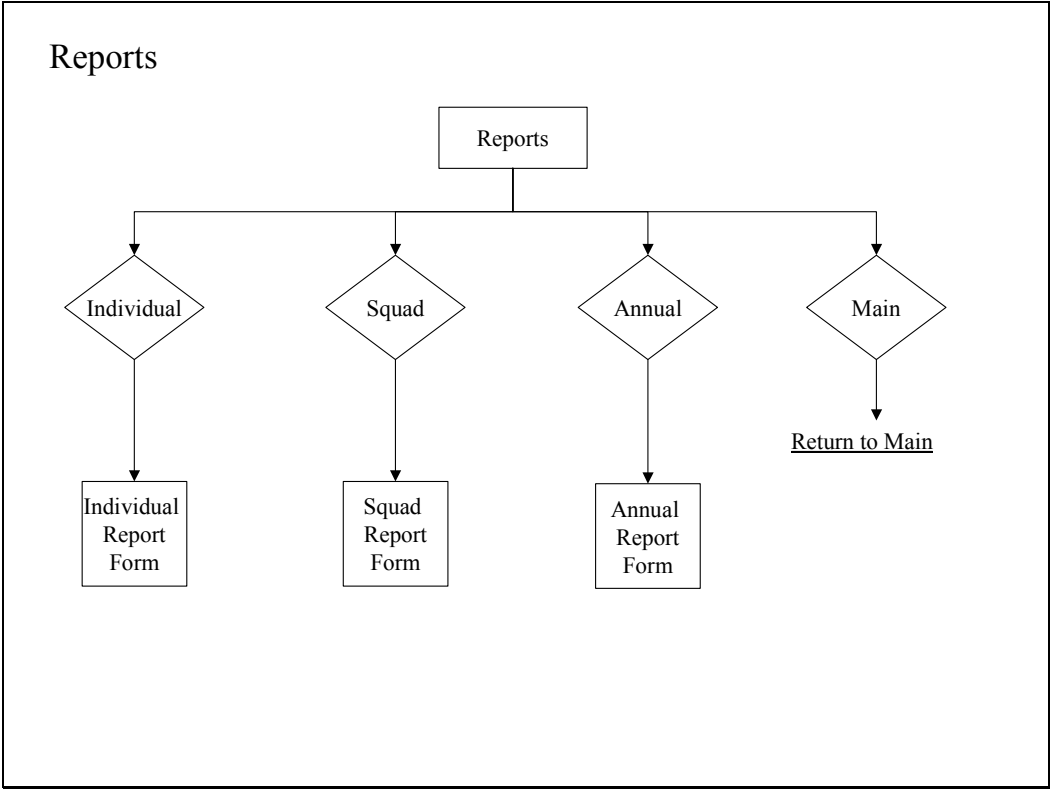 Reports
Reports
Individual
Squad
Annual
Main
Return to Main
Individual
Report
Form
Squad
Report
Form
Annual
Report
Form